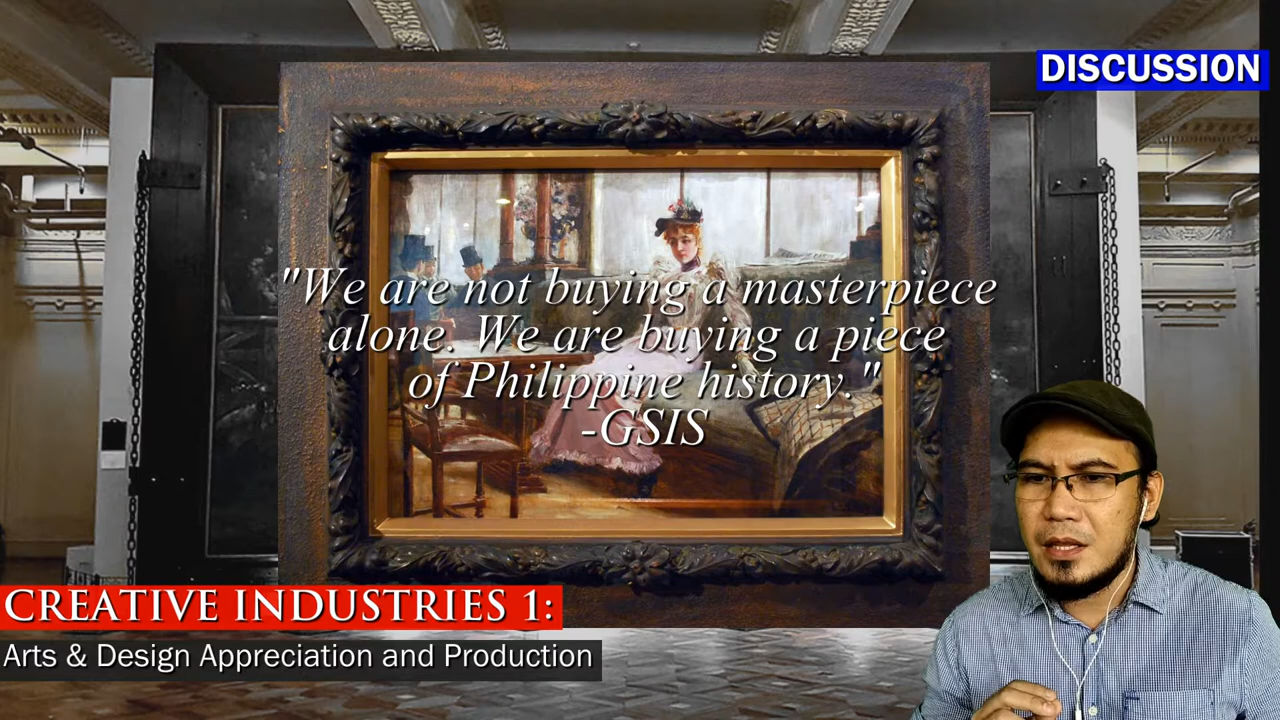 DISCUSSION
"We are not buying a masterpiece
alone. We are buying a piece
of Philippine history."
-GSIS
CREATIVE INDUSTRIES 1:
Arts & Design Appreciation and Production